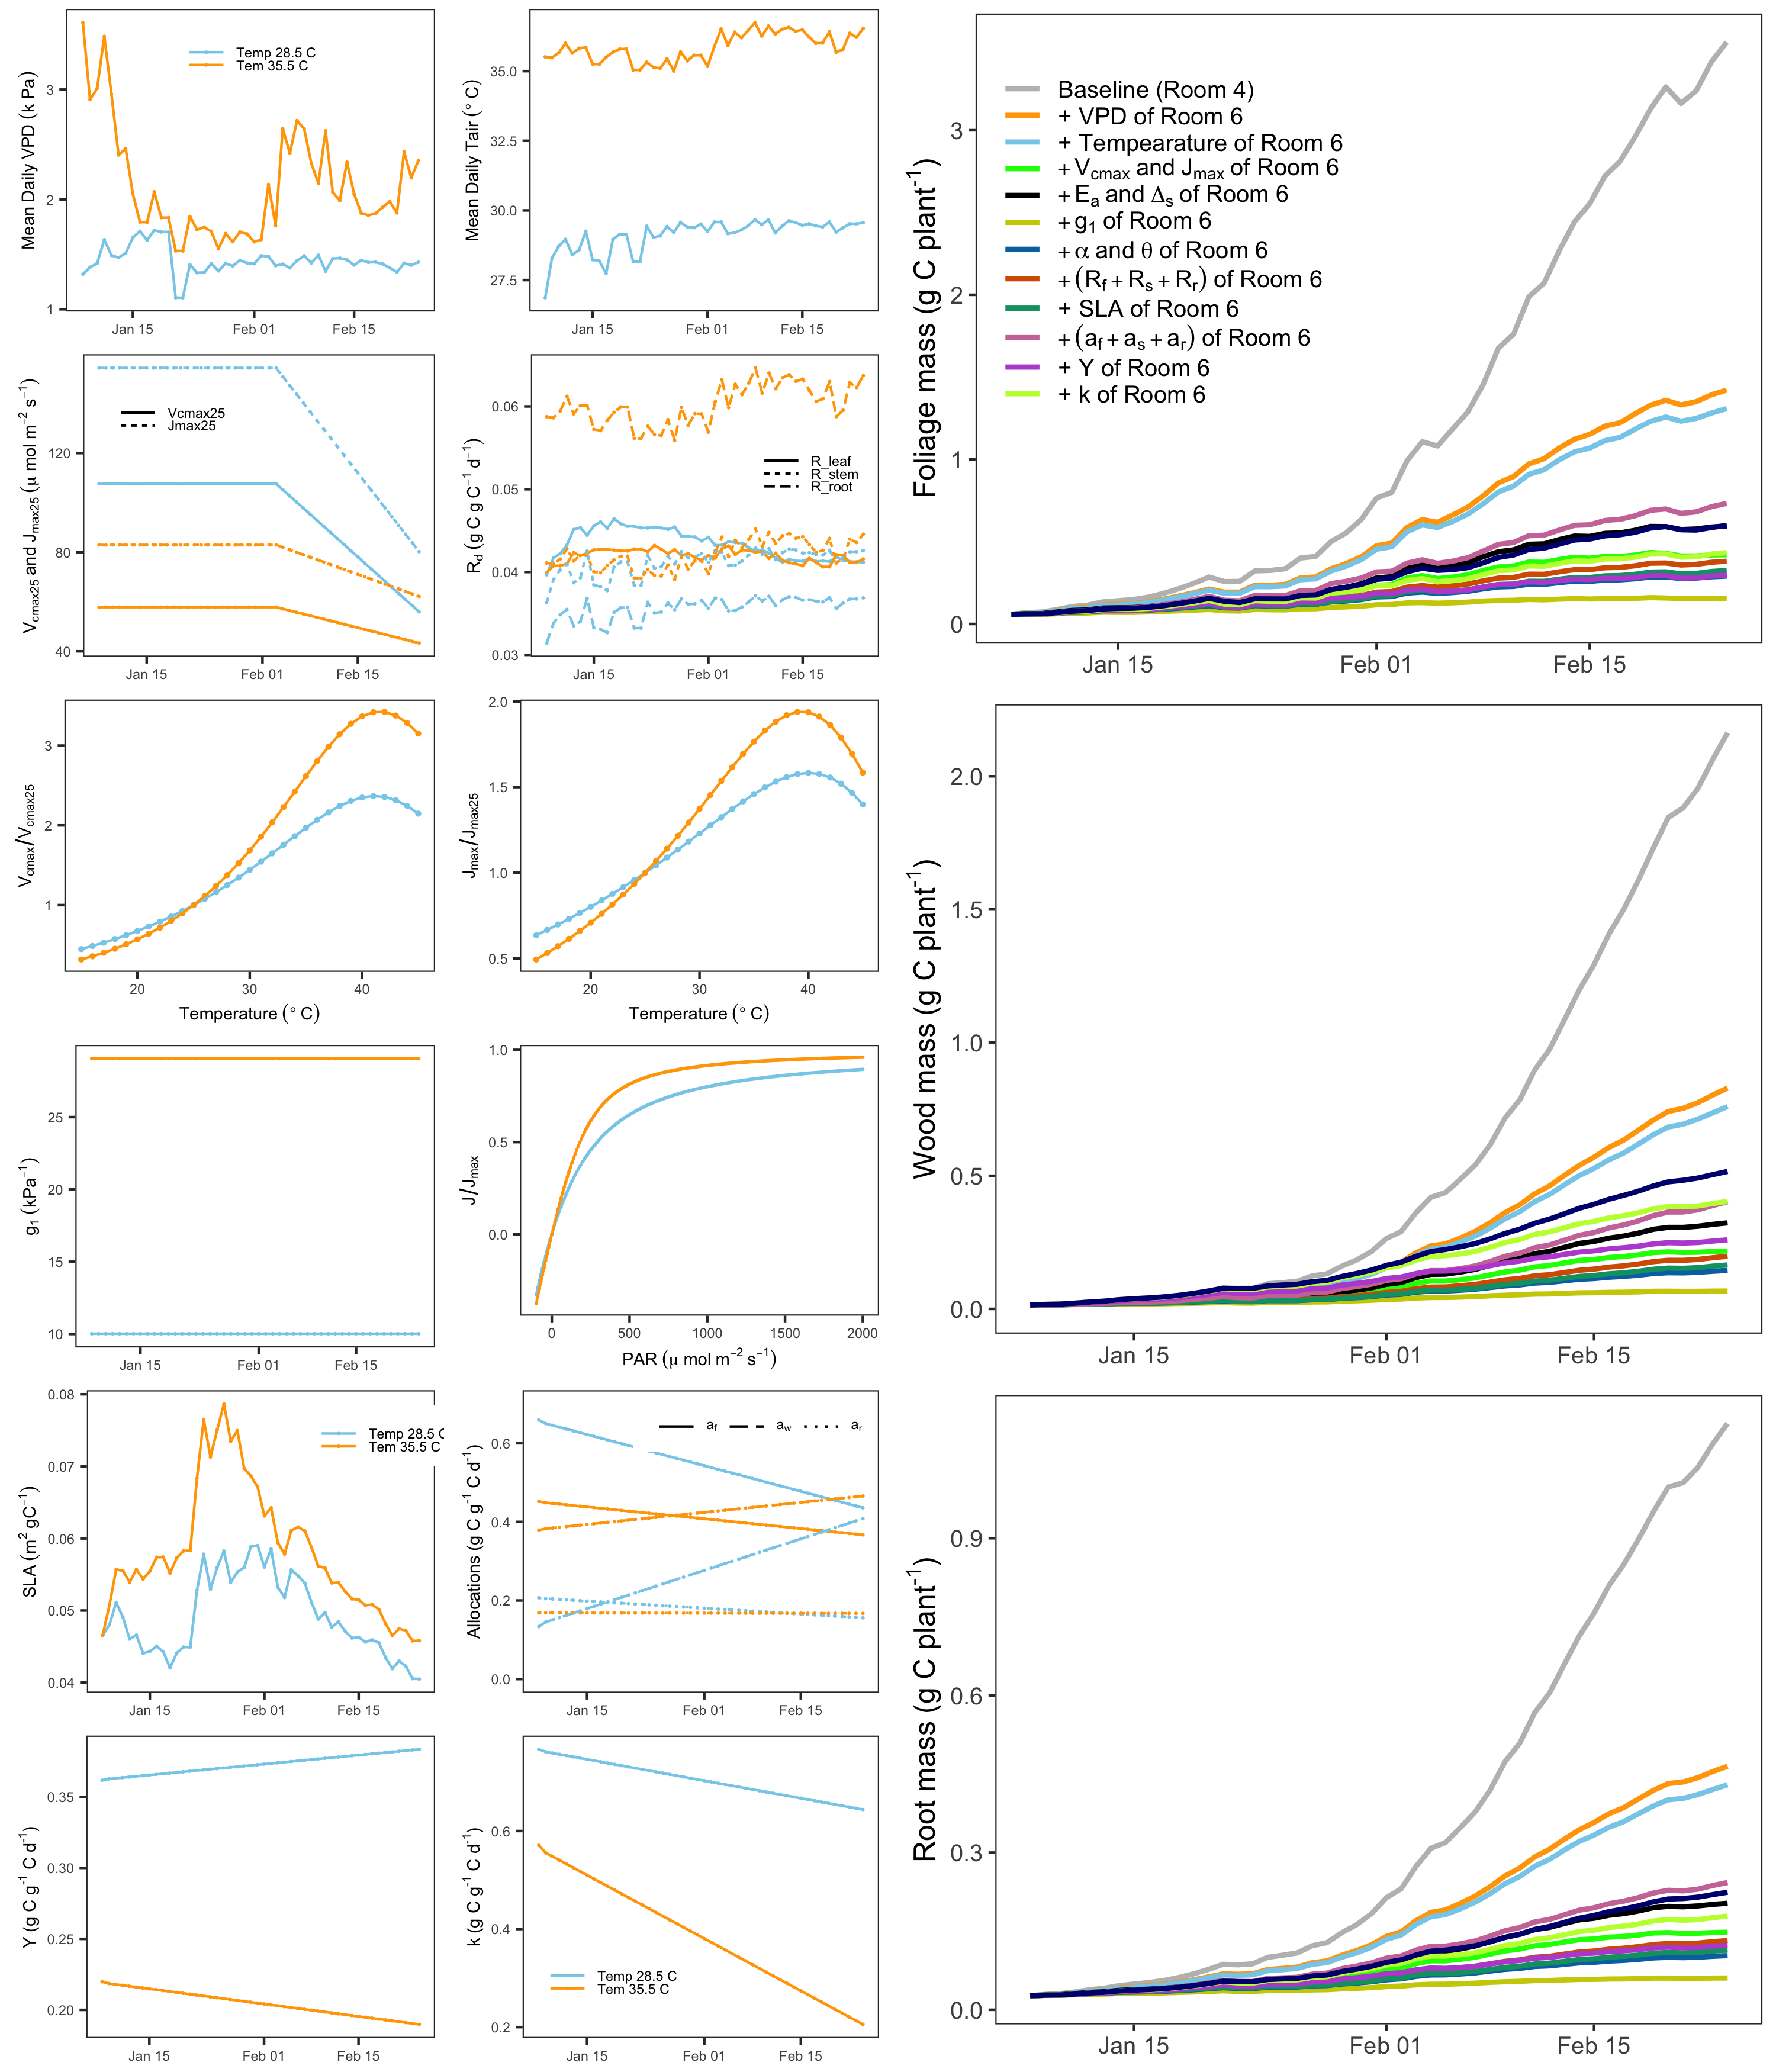 Mean Daily VPD (k Pa)
3
2
1
Temp 28.5 C
Tem 35.5 C
Jan 15 Feb 01 Feb 15
Mean Daily Tair (° C)
35.0
32.5
30.0
27.5
Jan 15 Feb 01 Feb 15
Vcmax25 and Jmax25 (μ mol m−2 s−1)
120
80
40
Vcmax25
Jmax25
Jan 15 Feb 01 Feb 15
Rd (g C g C−1 d−1)
0.06
0.05
0.04
0.03
R_leaf
R_stem
R_root
Jan 15 Feb 01 Feb 15
Vcmax/Vcmax25
3
2
1
20 30 40
Temperature (° C)
Jmax/Jmax25
2.0
1.5
1.0
0.5
20 30 40
Temperature (° C)
g1 (kPa−1)
25
20
15
10
Jan 15 Feb 01 Feb 15
J/Jmax
1.0
0.5
0.0
0 500 1000 1500 2000
PAR (μ mol m−2 s−1)
SLA (m2 gC−1)
0.08
0.07
0.06
0.05
0.04
Temp 28.5 C
Tem 35.5 C
Jan 15 Feb 01 Feb 15
Allocations (g C g−1 C d−1)
0.6
0.4
0.2
0.0
af aw ar
Jan 15 Feb 01 Feb 15
Y (g C g−1 C d−1)
0.35
0.30
0.25
0.20
Jan 15 Feb 01 Feb 15
k (g C g−1 C d−1)
0.6
0.4
0.2
Temp 28.5 C
Tem 35.5 C
Jan 15 Feb 01 Feb 15
Foliage mass (g C plant-1)
3
2
1
0
Baseline (Room 4)
+ VPD of Room 6
+ Tempearature of Room 6
+ Vcmax and Jmax of Room 6
+ Ea and Δs of Room 6
+ g1 of Room 6
+ α and θ of Room 6
+ (Rf + Rs + Rr) of Room 6
+ SLA of Room 6
+ (af + as + ar) of Room 6
+ Y of Room 6
+ k of Room 6
Jan 15 Feb 01 Feb 15
Wood mass (g C plant-1)
2.0
1.5
1.0
0.5
0.0
Jan 15 Feb 01 Feb 15
Root mass (g C plant-1)
0.9
0.6
0.3
0.0
Jan 15 Feb 01 Feb 15